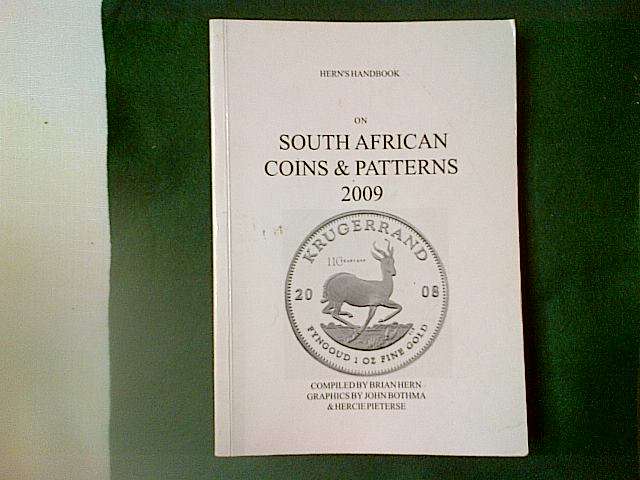 HERN'S HANDBOOK
ON
SOUTH AFRICAN
COINS & PATTERNS
2009
KRUGERRAND
20 08
FYNGOUD 1 OZ FINE GOLD
COMPILED BY BRIAN HERN
GRAPHICS BY JOHN BOTHMA
& HERCIE PIETERSE